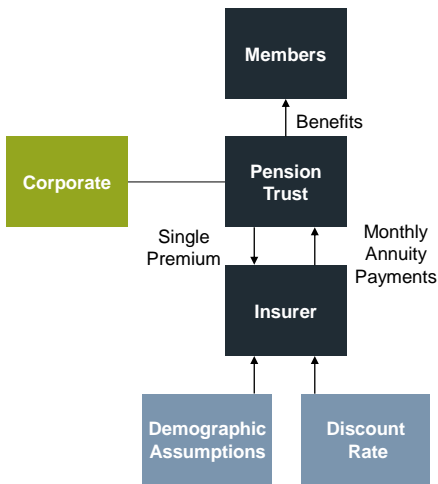 Members
Benefits
Corporate
Pension
Trust
Single
Premium
Monthly
Annuity
Payments
Insurer
Demographic
Assumptions
Discount
Rate